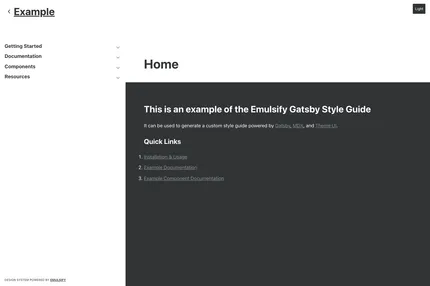 Example
Light
Getting Started
Documentation
Components
Resources
Home
This is an example of the Emulsify Gatsby Style Guide
It can be used to generate a custom style guide powered by Gatsby, MDX, and Theme UI.
Quick Links
1. Installation & Usage
2. Example Documentation
3. Example Component Documentation
DESIGN SYSTEM POWERED BY EMULSIFY